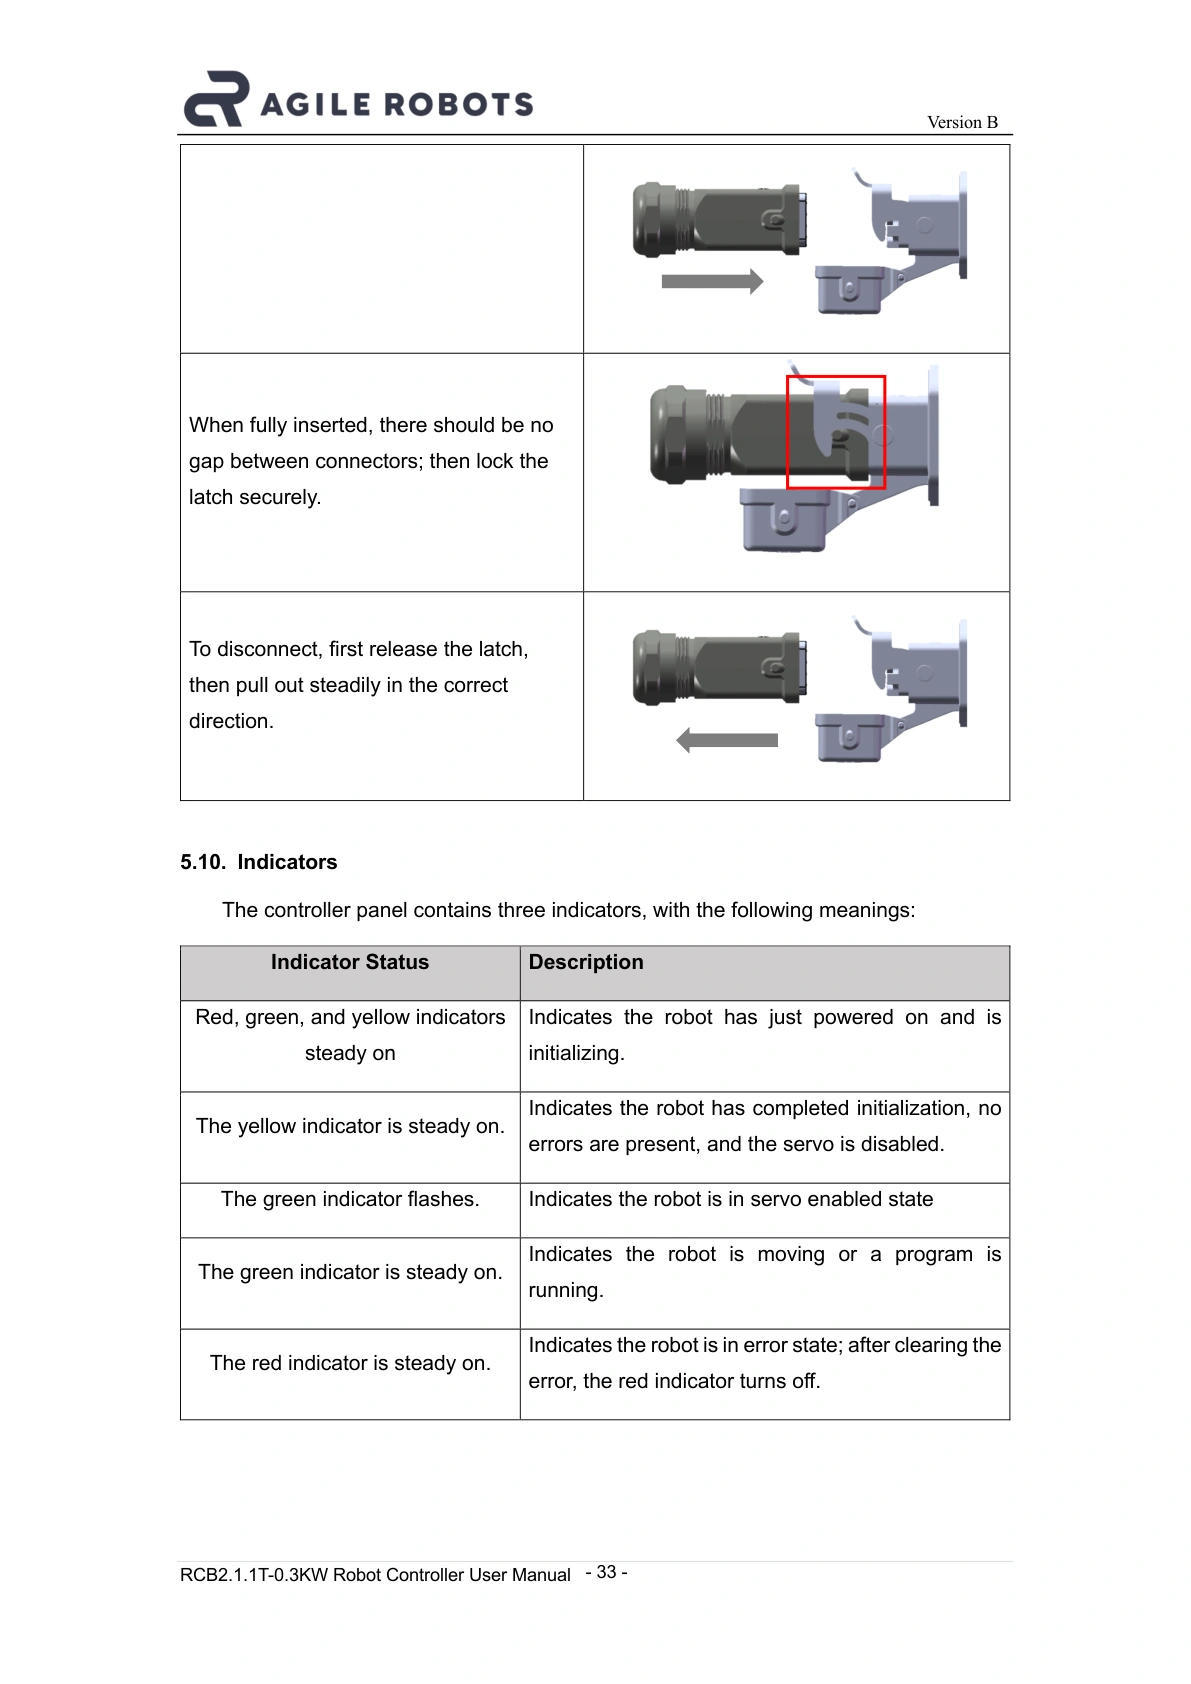 AGILE ROBOTS
Version B
When fully inserted, there should be no
gap between connectors; then lock the
latch securely.
To disconnect, first release the latch,
then pull out steadily in the correct
direction.
5.10. Indicators
The controller panel contains three indicators, with the following meanings:
Indicator Status
Description
Red, green, and yellow indicators
steady on
Indicates the robot has just powered on and is
initializing.
The yellow indicator is steady on.
Indicates the robot has completed initialization, no
errors are present, and the servo is disabled.
The green indicator flashes.
Indicates the robot is in servo enabled state
The green indicator is steady on.
Indicates the robot is moving or a program is
running.
The red indicator is steady on.
Indicates the robot is in error state; after clearing the
error, the red indicator turns off.
RCB2.1.1T-0.3KW Robot Controller User Manual - 33 -